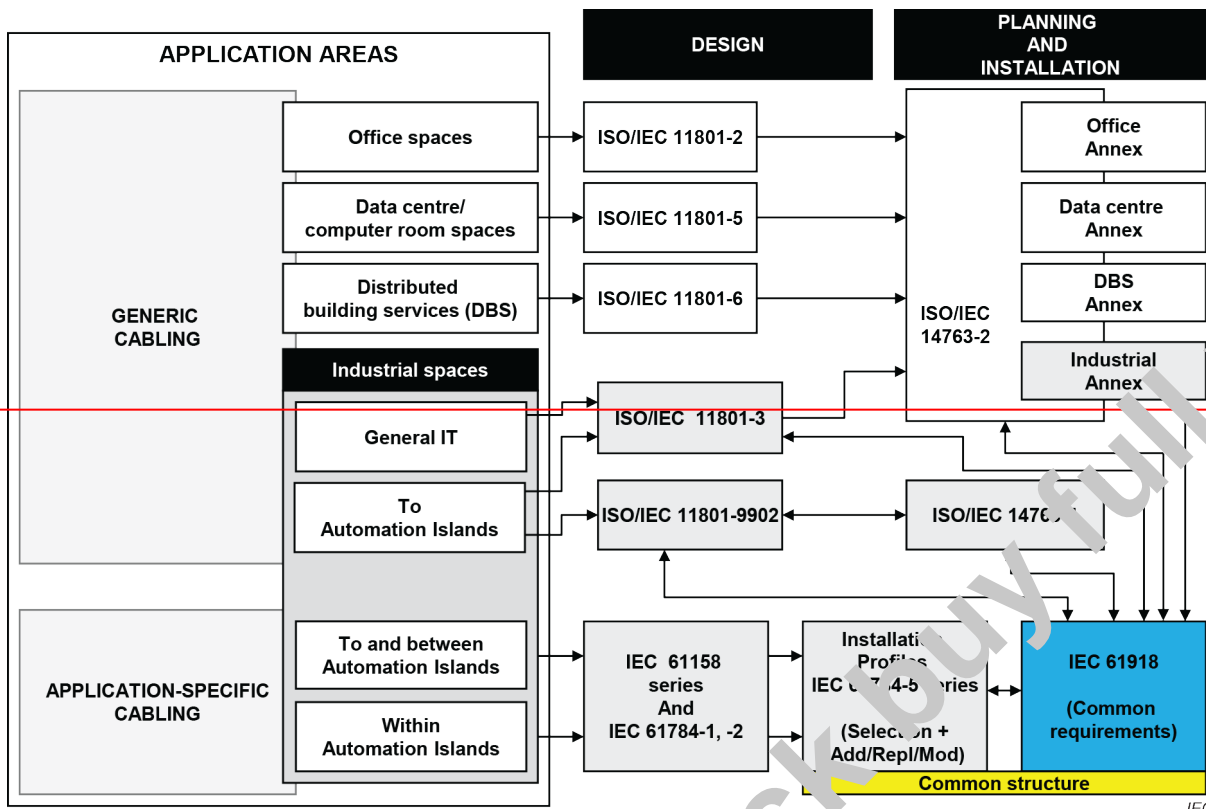 APPLICATION AREAS
DESIGN
PLANNING
AND
INSTALLATION
GENERIC
CABLING
Office spaces
ISO/IEC 11801-2
Office
Annex
Data centre/
computer room spaces
ISO/IEC 11801-5
Data centre
Annex
Distributed
building services (DBS)
ISO/IEC 11801-6
DBS
Annex
ISO/IEC
14763-2
Industrial spaces
Industrial
Annex
General IT
ISO/IEC 11801-3
To
Automation Islands
ISO/IEC 11801-9902
ISO/IEC
APPLICATION-SPECIFIC
CABLING
To and between
Automation Islands
Within
Automation Islands
IEC 61158
series
And
IEC 61784-1, -2
Installation
Profiles
IEC
(Selection +
Add/Repl/Mod)
IEC 61918
(Common
requirements)
Common structure
IEC
buy full